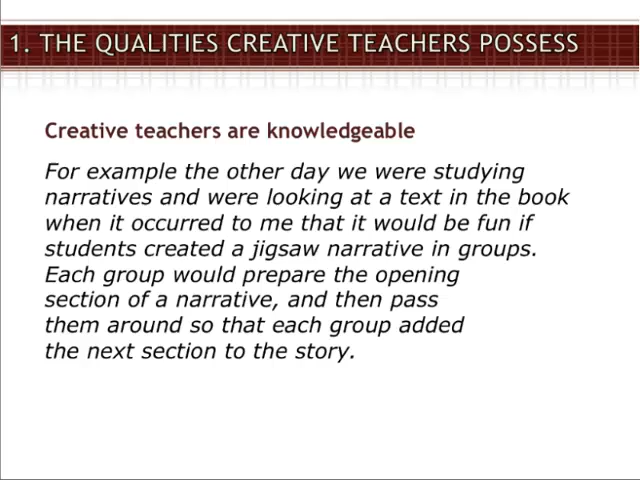 1. THE QUALITIES CREATIVE TEACHERS POSSESS
Creative teachers are knowledgeable
For example the other day we were studying
narratives and were looking at a text in the book
when it occurred to me that it would be fun if
students created a jigsaw narrative in groups.
Each group would prepare the opening
section of a narrative, and then pass
them around so that each group added
the next section to the story.